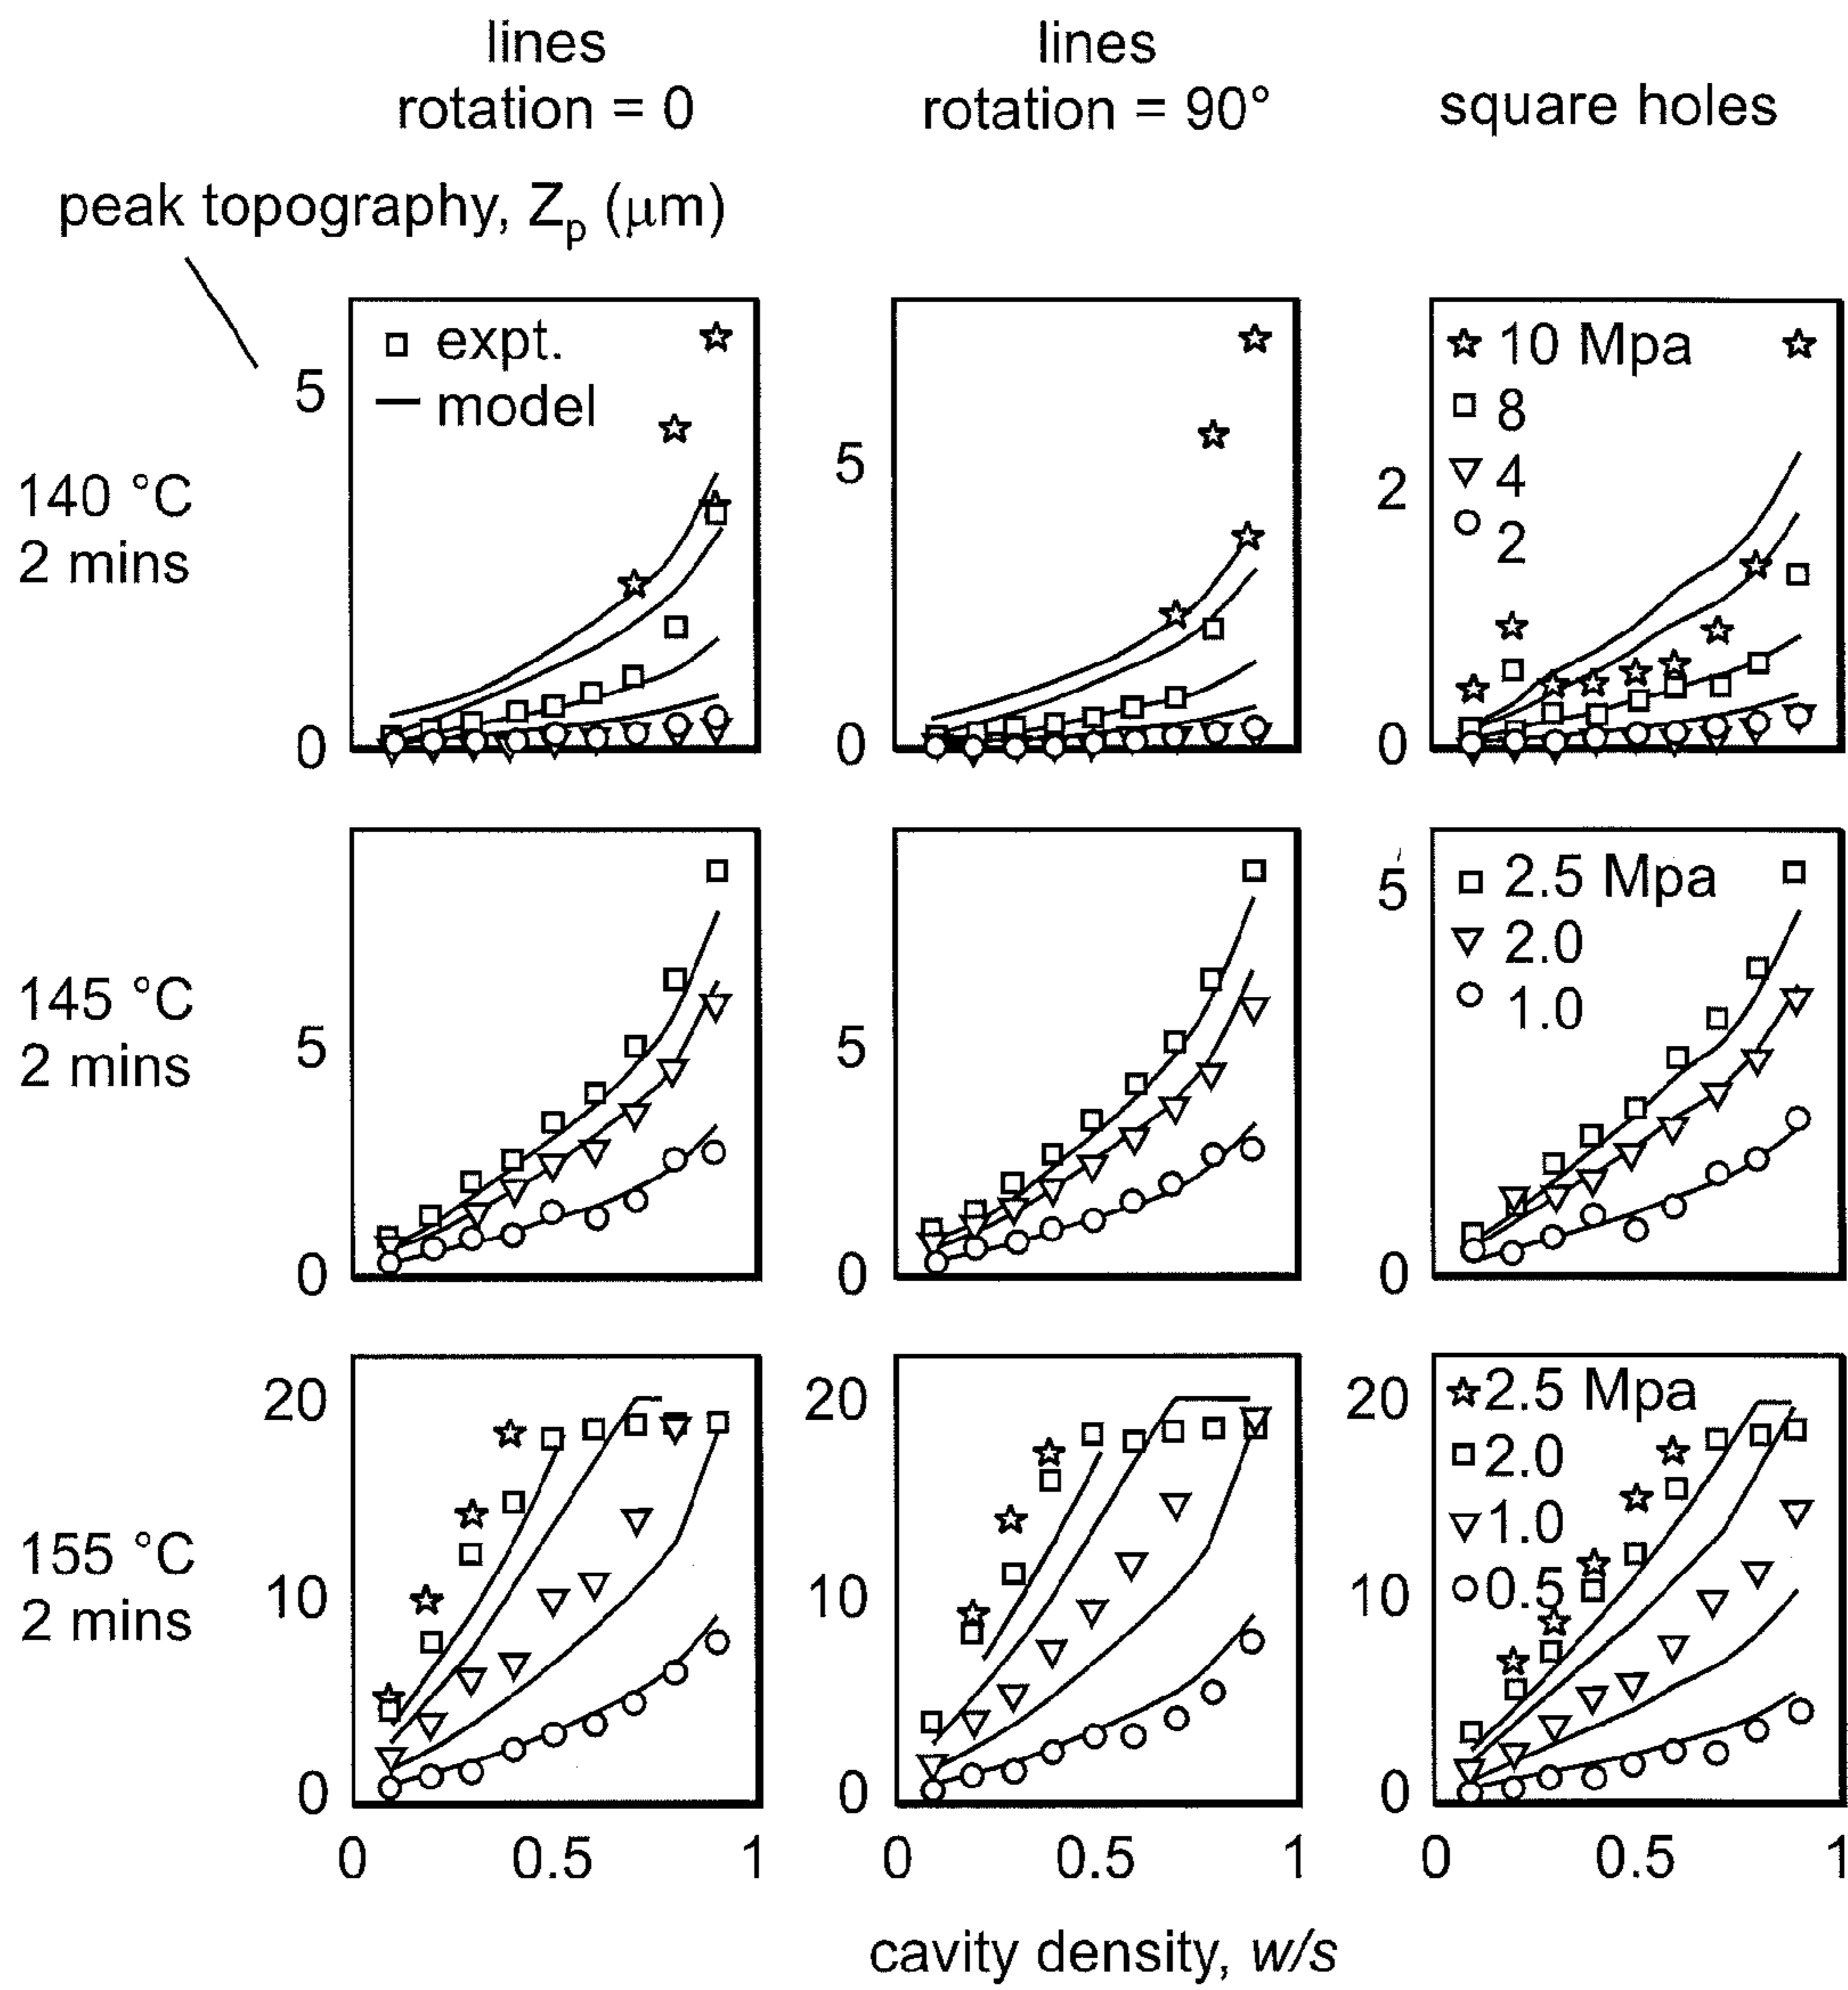 lines
rotation = 0
lines
rotation = 90°
square holes
peak topography, Zp (μm)
140 °C
2 mins
5
0
expt.
model
5
0
2
0
10 Mpa
8
4
2
145 °C
2 mins
5
0
5
0
5
0
2.5 Mpa
2.0
1.0
155 °C
2 mins
20
10
0
20
10
0
20
10
0
2.5 Mpa
2.0
1.0
0.5
0
0.5
1
0
0.5
1
0
0.5
1
cavity density, w/s